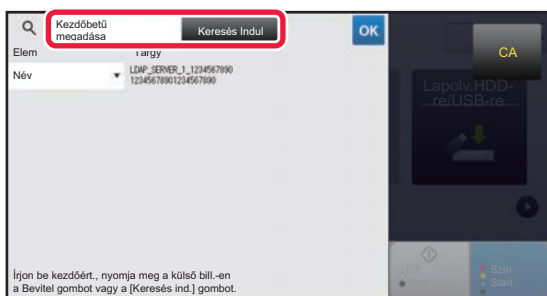 Kezdőbetű
megadása
Keresés Indul
OK
CA
Elem
Tárgy
Név
LDAP_SERVER_1_1234567890
12345678901234567890
Lapolv.HDD-
re/USB-re
Szín
Start
Írjon be kezdőért., nyomja meg a külső bill.-en
a Bevitel gombot vagy a [Keresés ind.] gombot.